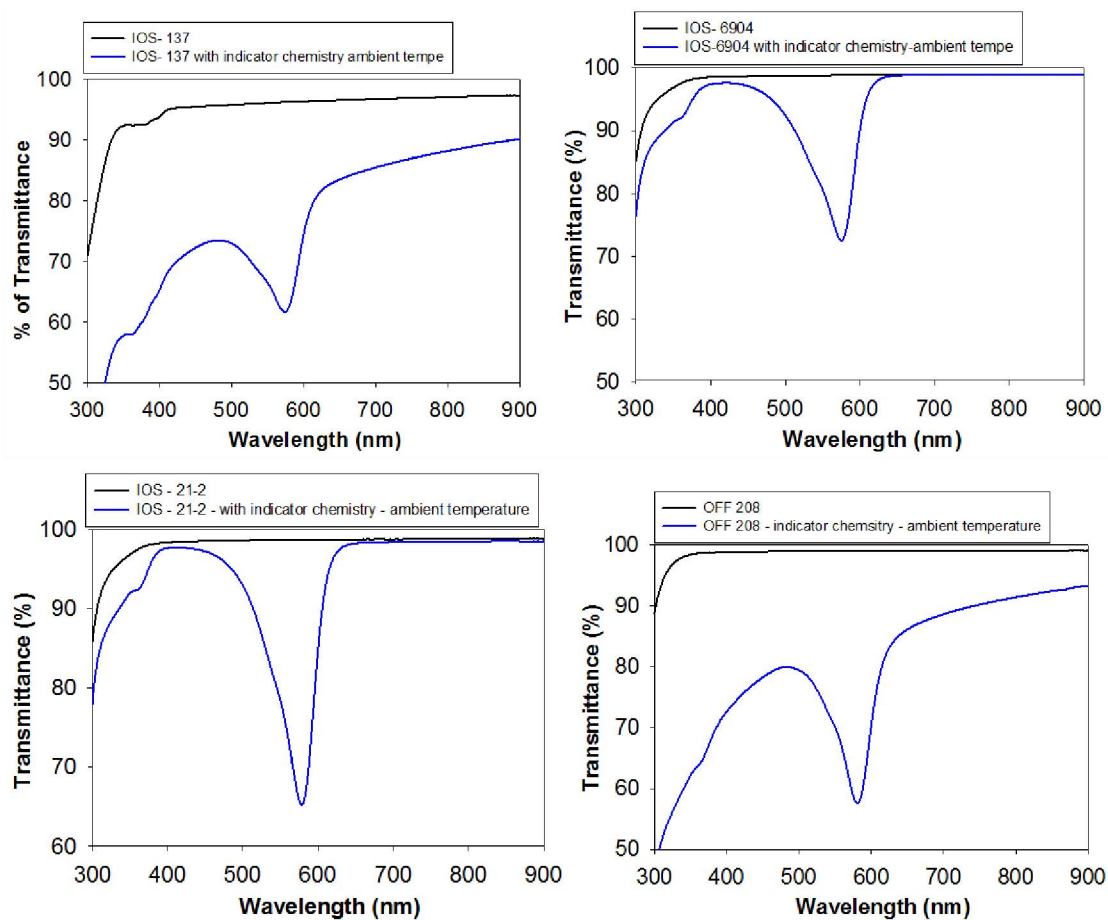 IOS- 137
IOS- 137 with indicator chemistry ambient tempe
% of Transmittance
100
90
80
70
60
50
300 400 500 600 700 800 900
Wavelength (nm)
IOS- 6904
IOS-6904 with indicator chemistry-ambient tempe
Transmittance (%)
100
90
80
70
60
50
300 400 500 600 700 800 900
Wavelength (nm)
IOS - 21-2
IOS - 21-2 - with indicator chemistry - ambient temperature
Transmittance (%)
100
90
80
70
60
300 400 500 600 700 800 900
Wavelength (nm)
OFF 208
OFF 208 - indicator chemsitry - ambient temperature
Transmittance (%)
100
90
80
70
60
50
300 400 500 600 700 800 900
Wavelength (nm)